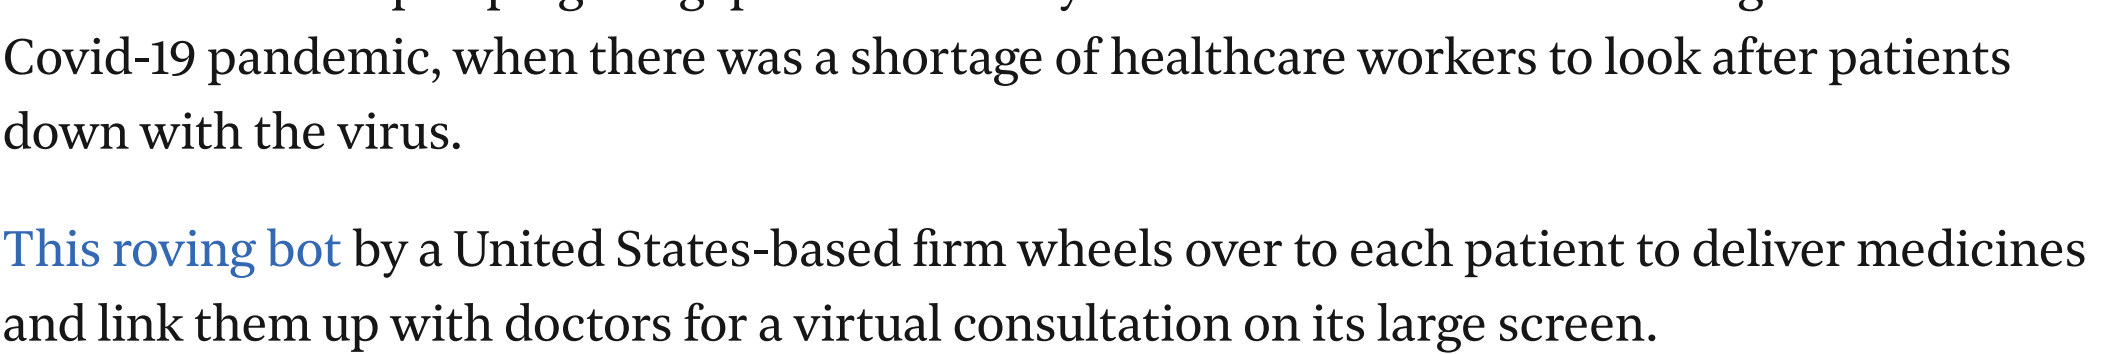 Covid-19 pandemic, when there was a shortage of healthcare workers to look after patients
down with the virus.
This roving bot by a United States-based firm wheels over to each patient to deliver medicines
and link them up with doctors for a virtual consultation on its large screen.